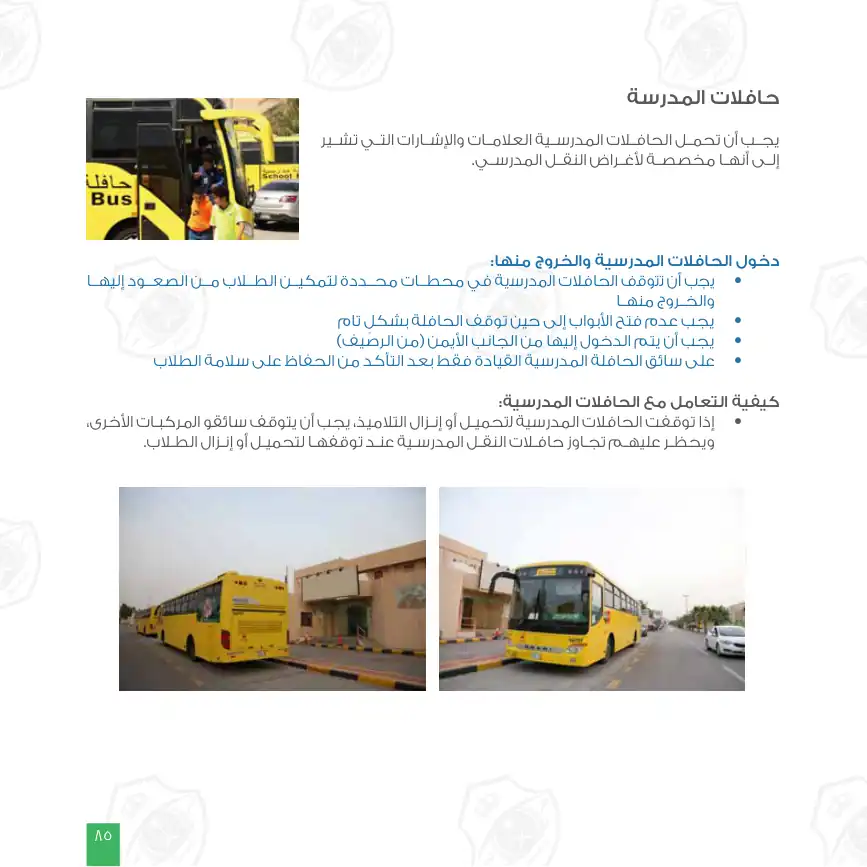 حافلات المدرسة
يجب أن تحمل الحافلات المدرسية العلامات والإشارات التي تشير
إلى أنها مخصصة لأغراض النقل المدرسي.
حافلة
Bus
School
دخول الحافلات المدرسية والخروج منها:
• يجب أن تتوقف الحافلات المدرسية في محطات محددة لتمكين الطلاب من الصعود إليها
والخروج منها
• يجب عدم فتح الأبواب إلى حين توقف الحافلة بشكل تام
• يجب أن يتم الدخول إليها من الجانب الأيمن (من الرصيف)
• على سائق الحافلة المدرسية القيادة فقط بعد التأكد من الحفاظ على سلامة الطلاب
كيفية التعامل مع الحافلات المدرسية:
• إذا توقفت الحافلات المدرسية لتحميل أو إنزال التلاميذ، يجب أن يتوقف سائقو المركبات الأخرى،
ويحظر عليهم تجاوز حافلات النقل المدرسية عند توقفها لتحميل أو إنزال الطلاب.
٨٥